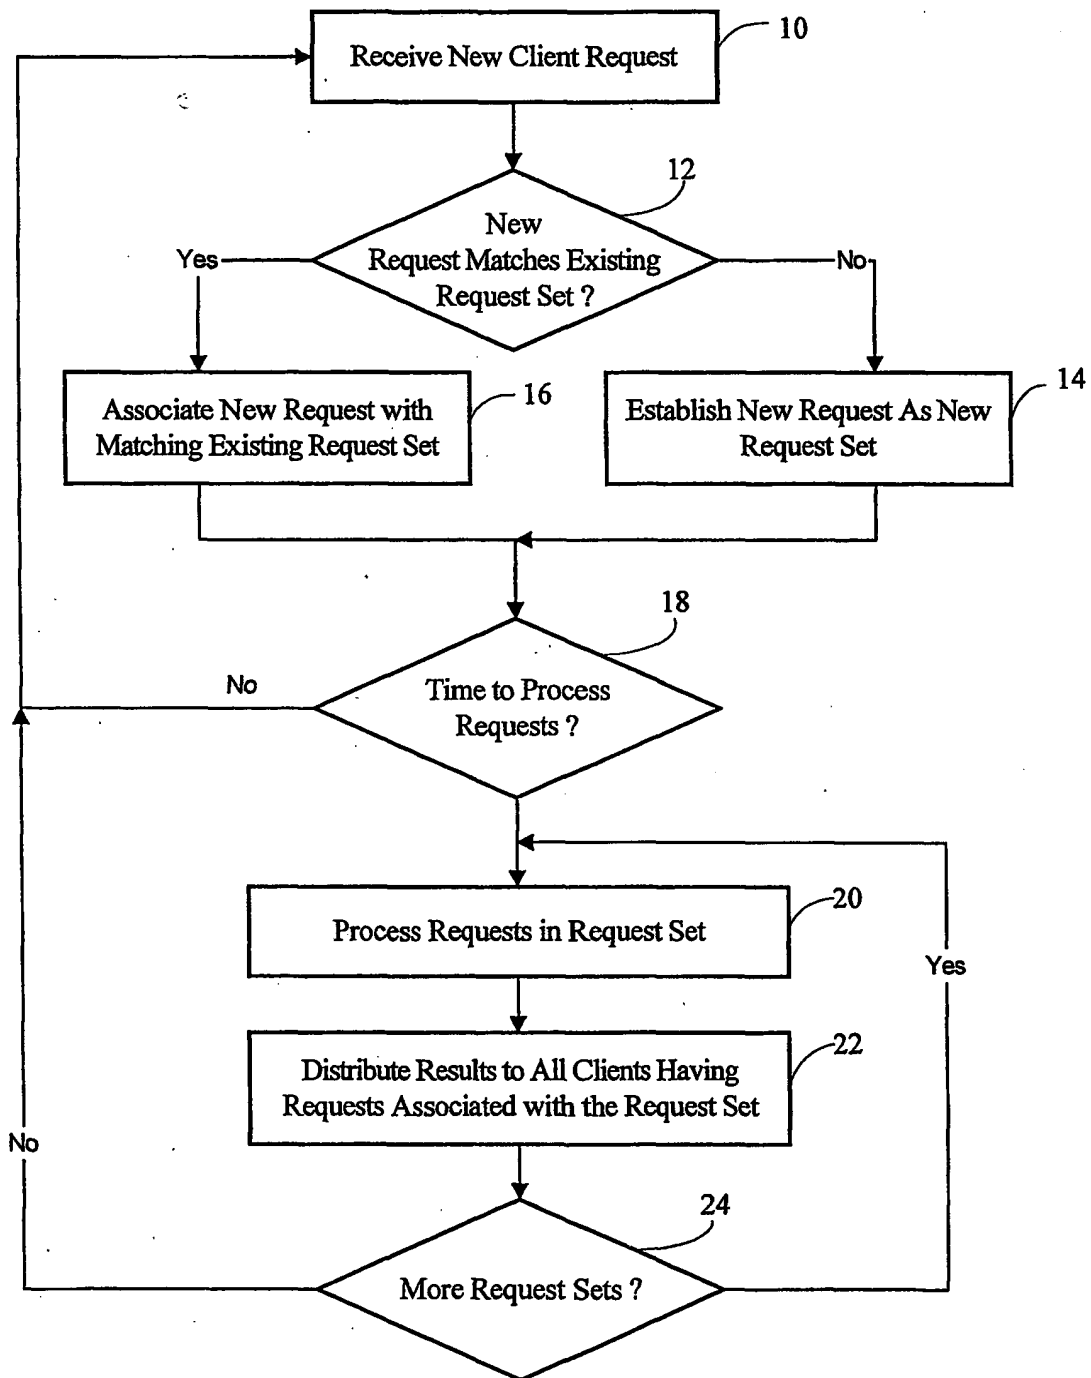 Receive New Client Request
10
12
New
Request Matches Existing
Request Set ?
Yes
No
Associate New Request with
Matching Existing Request Set
16
Establish New Request As New
Request Set
14
18
Time to Process
Requests ?
No
Process Requests in Request Set
20
Yes
Distribute Results to All Clients Having
Requests Associated with the Request Set
22
No
24
More Request Sets ?